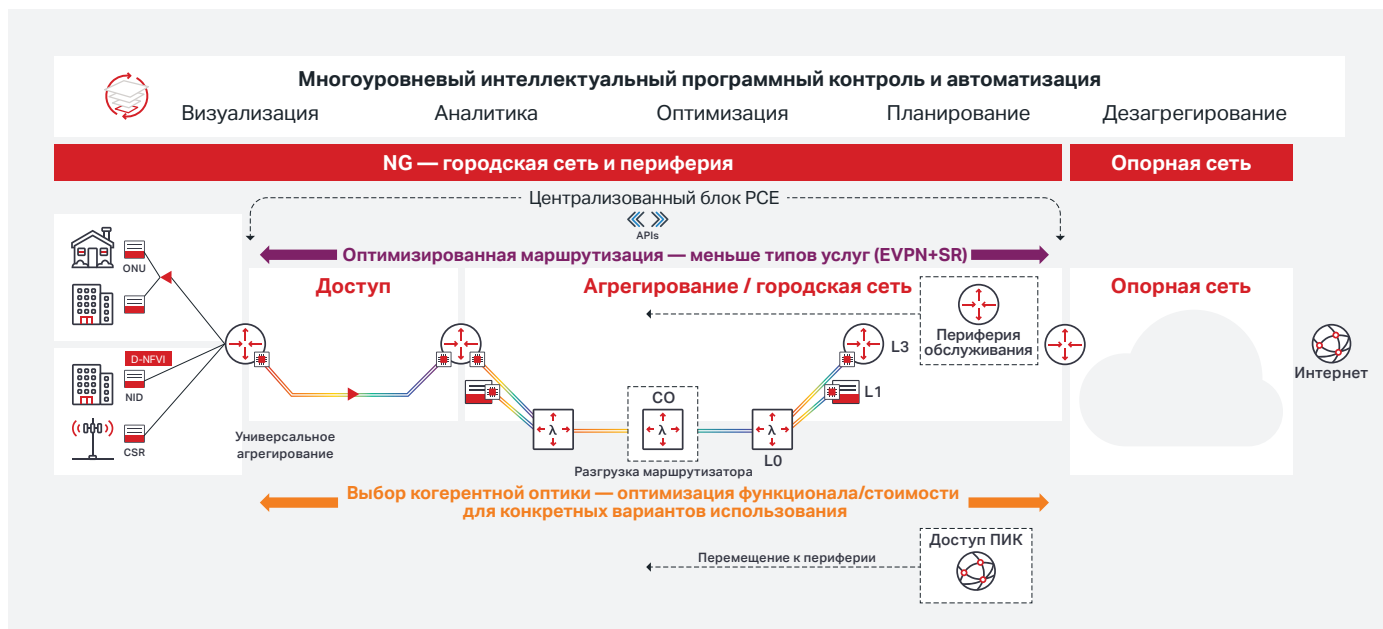 Многоуровневый интеллектуальный программный контроль и автоматизация
Визуализация Аналитика Оптимизация Планирование Дезагрегирование
NG — городская сеть и периферия
Опорная сеть
Централизованный блок PCE
APIs
Оптимизированная маршрутизация — меньше типов услуг (EVPN+SR)
ONU
D-NFVI
NID
CSR
Доступ
Агрегирование / городская сеть
Опорная сеть
Периферия
обслуживания
L3
L1
Интернет
CO
λ
λ
λ
L0
Универсальное
агрегирование
Разгрузка маршрутизатора
Выбор когерентной оптики — оптимизация функционала/стоимости
для конкретных вариантов использования
Перемещение к периферии
Доступ ПИК